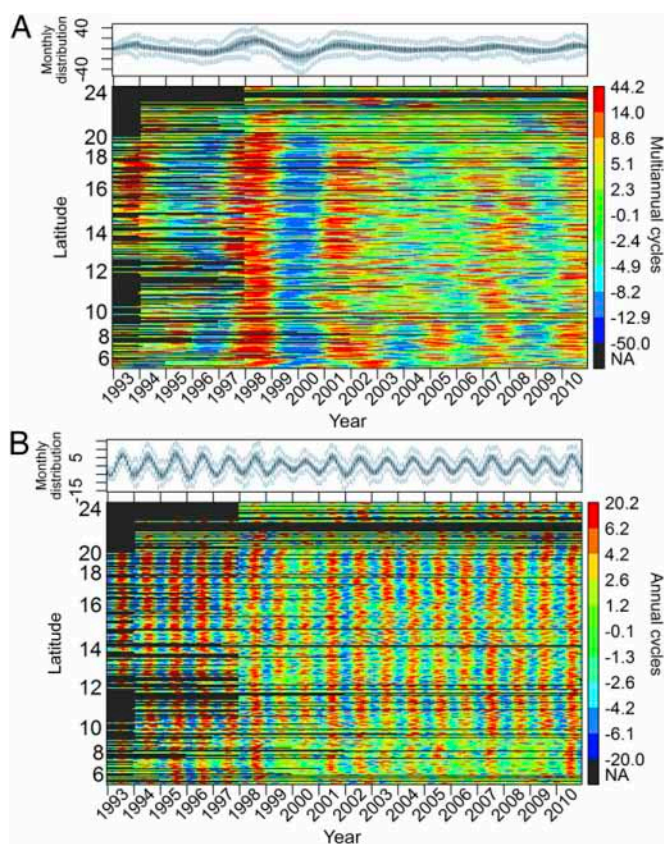 A
Monthly
distribution
40
-40
24
20
18
16
14
12
10
8
6
Latitude
1993 1994 1995 1996 1997 1998 1999 2000 2001 2002 2003 2004 2005 2006 2007 2008 2009 2010
Year
44.2
14.0
8.6
5.1
2.3
-0.1
-2.4
-4.9
-8.2
-12.9
-50.0
NA
Multiannual cycles
B
Monthly
distribution
5
-15
24
20
18
16
14
12
10
8
6
Latitude
1993 1994 1995 1996 1997 1998 1999 2000 2001 2002 2003 2004 2005 2006 2007 2008 2009 2010
Year
20.2
6.2
4.2
2.6
1.2
-0.1
-1.3
-2.6
-4.2
-6.2
-20.0
NA
Annual cycles